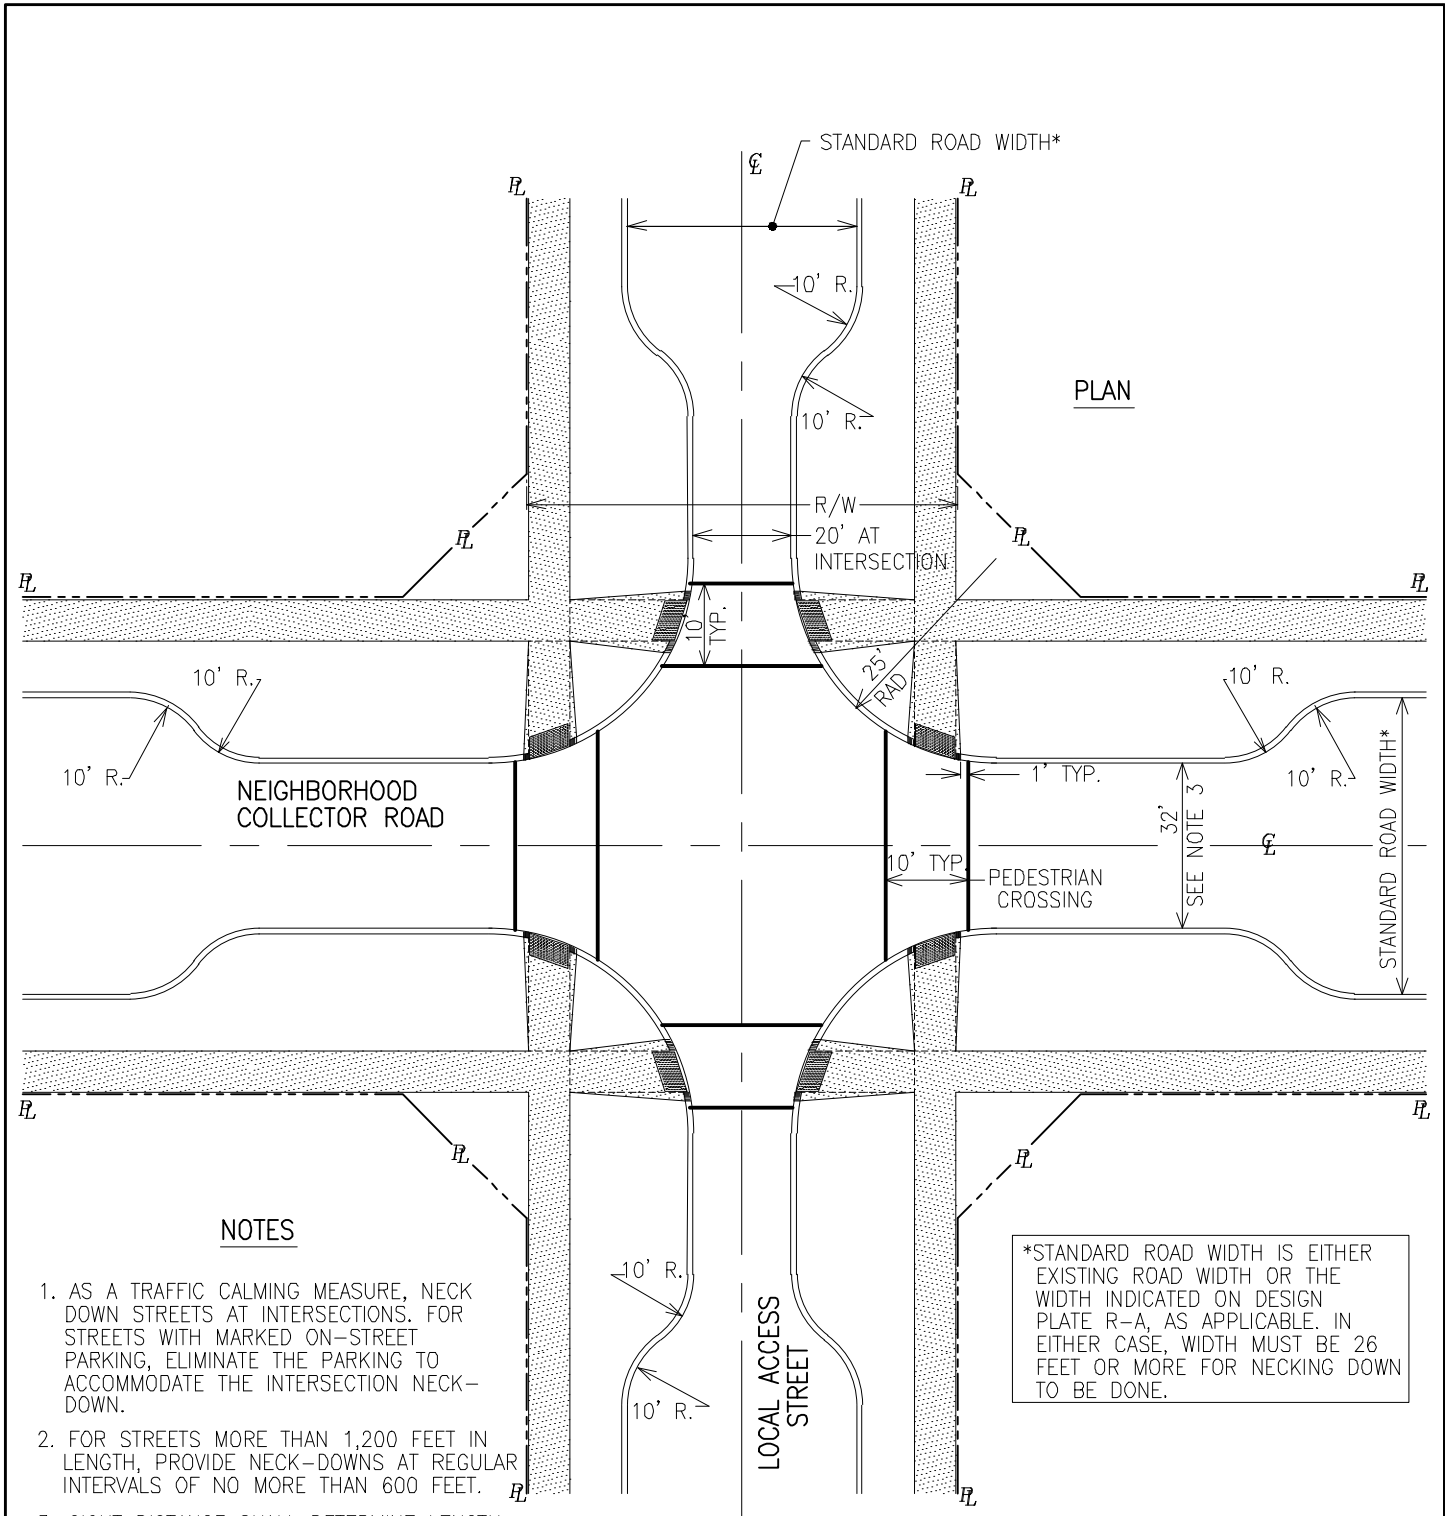 STANDARD ROAD WIDTH*
℄
PL
PL
10' R.
PLAN
10' R.
R/W
20' AT
INTERSECTION
PL
PL
PL
PL
10'
TYP.
25'
RAD
10' R.
10' R.
10' R.
10' R.
1' TYP.
NEIGHBORHOOD
COLLECTOR ROAD
32'
SEE NOTE 3
℄
STANDARD ROAD WIDTH*
10' TYP.
PEDESTRIAN
CROSSING
PL
PL
PL
PL
NOTES
1. AS A TRAFFIC CALMING MEASURE, NECK
DOWN STREETS AT INTERSECTIONS. FOR
STREETS WITH MARKED ON-STREET
PARKING, ELIMINATE THE PARKING TO
ACCOMMODATE THE INTERSECTION NECK-
DOWN.
2. FOR STREETS MORE THAN 1,200 FEET IN
LENGTH, PROVIDE NECK-DOWNS AT REGULAR
INTERVALS OF NO MORE THAN 600 FEET.
10' R.
10' R.
LOCAL ACCESS
STREET
*STANDARD ROAD WIDTH IS EITHER
EXISTING ROAD WIDTH OR THE
WIDTH INDICATED ON DESIGN
PLATE R-A, AS APPLICABLE. IN
EITHER CASE, WIDTH MUST BE 26
FEET OR MORE FOR NECKING DOWN
TO BE DONE.
PL
PL